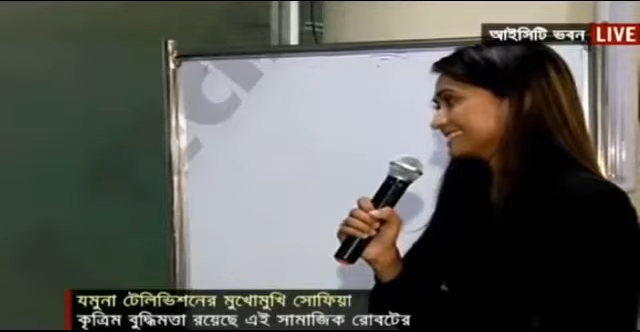 আইসিটি ভবন LIVE
যমুনা টেলিভিশনের মুখোমুখি সোফিয়া
কৃত্রিম বুদ্ধিমত্তা রয়েছে এই সামাজিক রোবটের